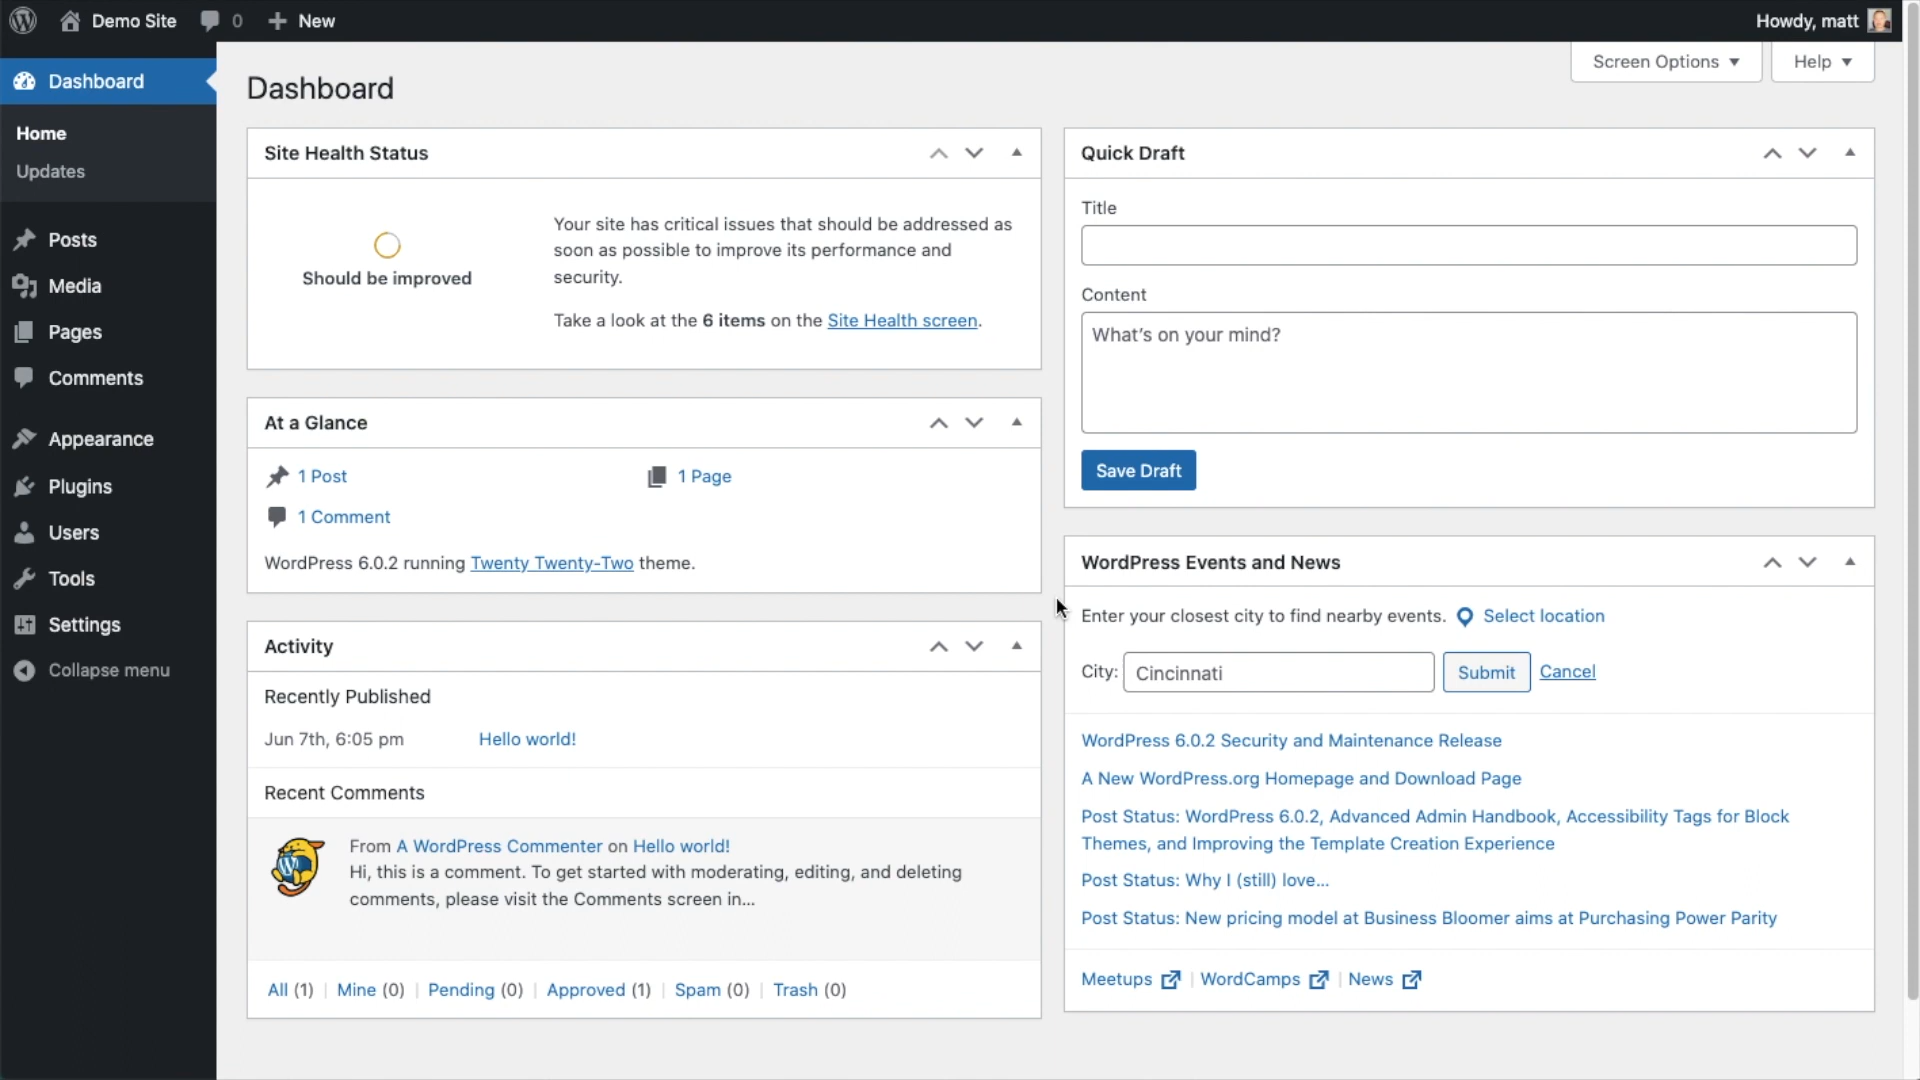 Demo Site
0
New
Howdy, matt
Dashboard
Home
Updates
Posts
Media
Pages
Comments
Appearance
Plugins
Users
Tools
Settings
Collapse menu
Screen Options
Help
Dashboard
Site Health Status
Should be improved
Your site has critical issues that should be addressed as
soon as possible to improve its performance and
security.
Take a look at the 6 items on the Site Health screen.
At a Glance
1 Post
1 Page
1 Comment
WordPress 6.0.2 running Twenty Twenty-Two theme.
Activity
Recently Published
Jun 7th, 6:05 pm Hello world!
Recent Comments
From A WordPress Commenter on Hello world!
Hi, this is a comment. To get started with moderating, editing, and deleting
comments, please visit the Comments screen in…
All (1) | Mine (0) | Pending (0) | Approved (1) | Spam (0) | Trash (0)
Quick Draft
Title
Content
What’s on your mind?
Save Draft
WordPress Events and News
Enter your closest city to find nearby events. Select location
City: Cincinnati Submit Cancel
WordPress 6.0.2 Security and Maintenance Release
A New WordPress.org Homepage and Download Page
Post Status: WordPress 6.0.2, Advanced Admin Handbook, Accessibility Tags for Block
Themes, and Improving the Template Creation Experience
Post Status: Why I (still) love…
Post Status: New pricing model at Business Bloomer aims at Purchasing Power Parity
Meetups | WordCamps | News